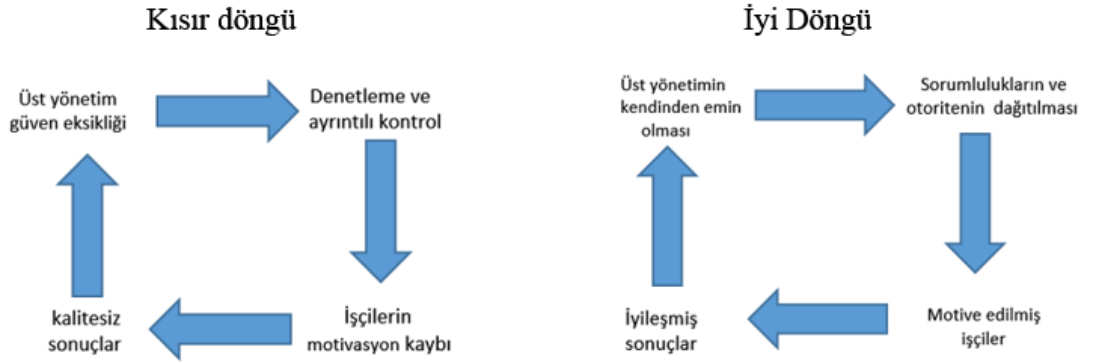 Kısır döngü
Üst yönetim
güven eksikliği
Denetleme ve
ayrıntılı kontrol
İşçilerin
motivasyon kaybı
kalitesiz
sonuçlar
İyi Döngü
Üst yönetimin
kendinden emin
olması
Sorumlulukların ve
otoritenin dağıtılması
Motive edilmiş
işçiler
İyileşmiş
sonuçlar